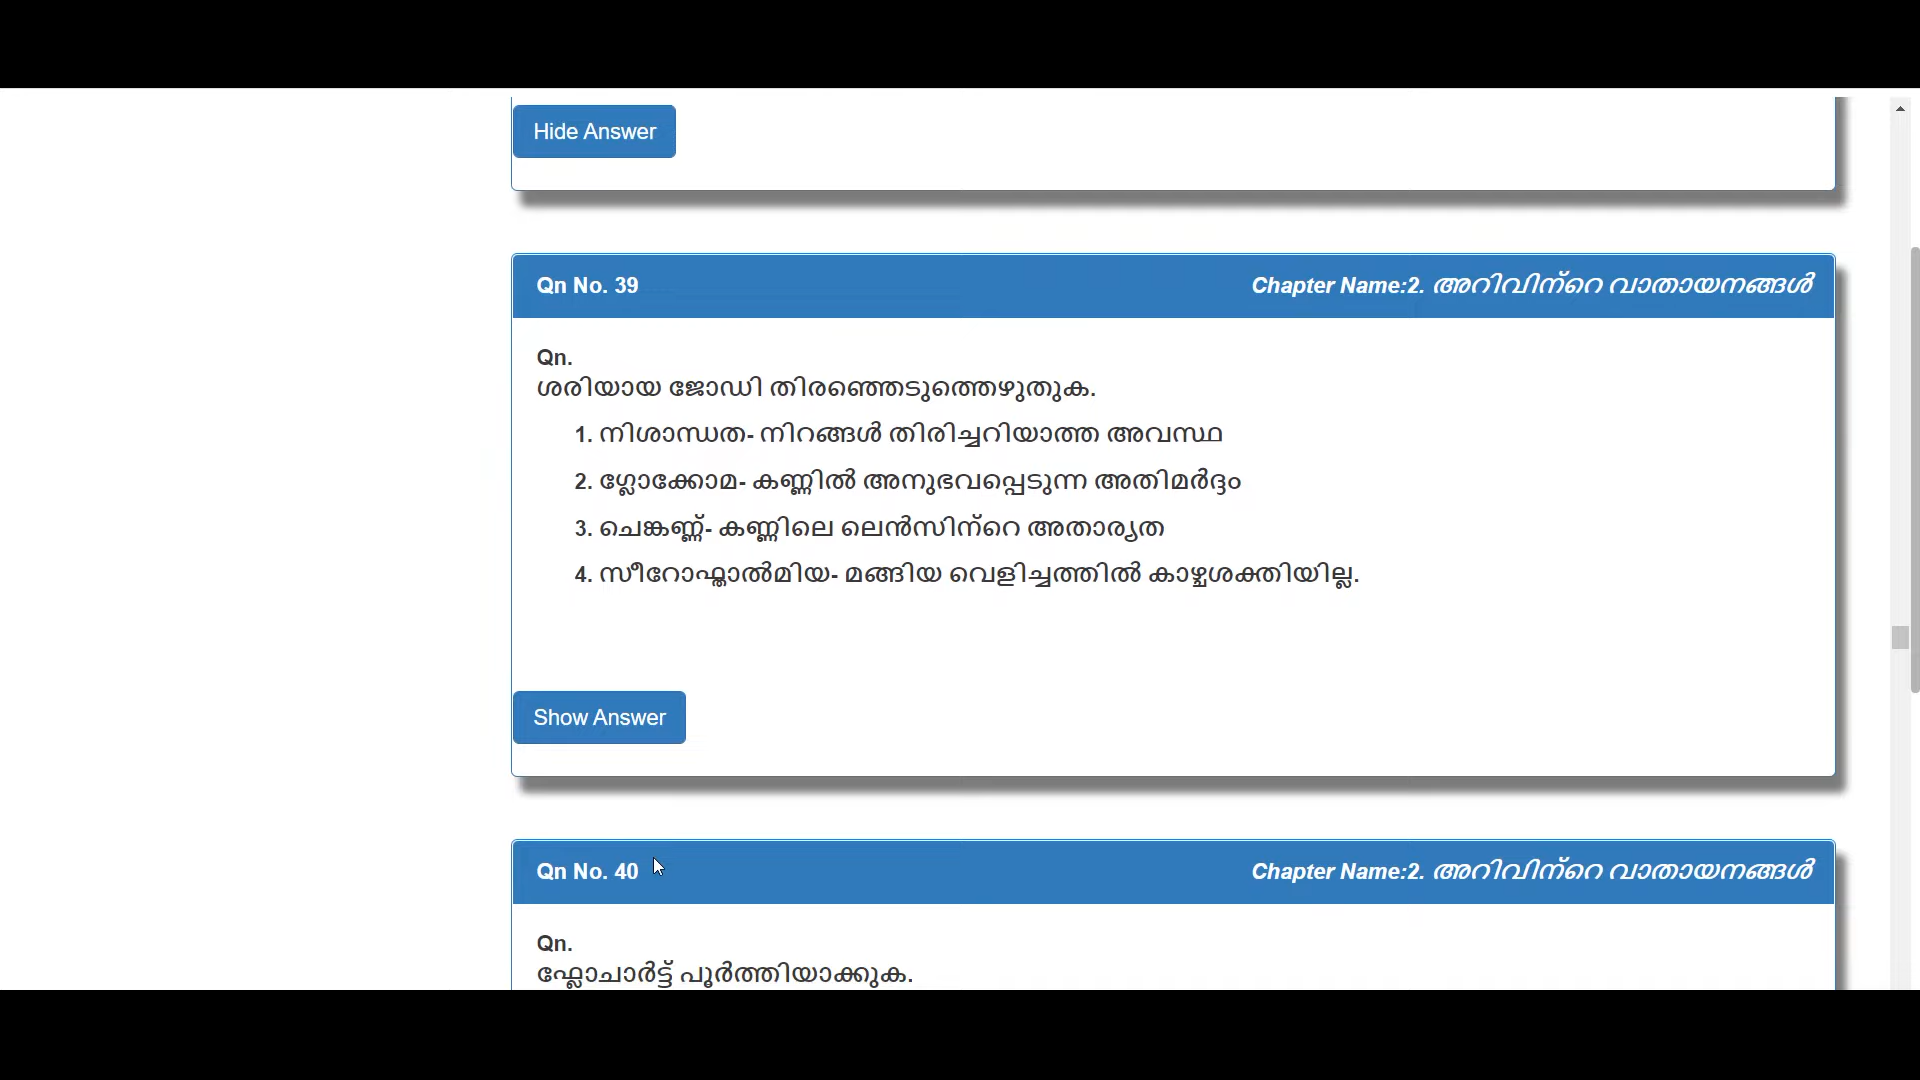 Hide Answer
Qn No. 39 Chapter Name:2. അറിവിന്റെ വാതായനങ്ങൾ
Qn.
ശരിയായ ജോഡി തിരഞ്ഞെടുത്തെഴുതുക.
1. നിശാന്ധത- നിറങ്ങൾ തിരിച്ചറിയാത്ത അവസ്ഥ
2. ഗ്ലോക്കോമ- കണ്ണിൽ അനുഭവപ്പെടുന്ന അതിമർദ്ദം
3. ചെങ്കണ്ണ്- കണ്ണിലെ ലെൻസിന്റെ അതാര്യത
4. സീറോഫ്താൽമിയ- മങ്ങിയ വെളിച്ചത്തിൽ കാഴ്ചശക്തിയില്ല.
Show Answer
Qn No. 40 Chapter Name:2. അറിവിന്റെ വാതായനങ്ങൾ
Qn.
ഫ്ലോചാർട്ട് പൂർത്തിയാക്കുക.